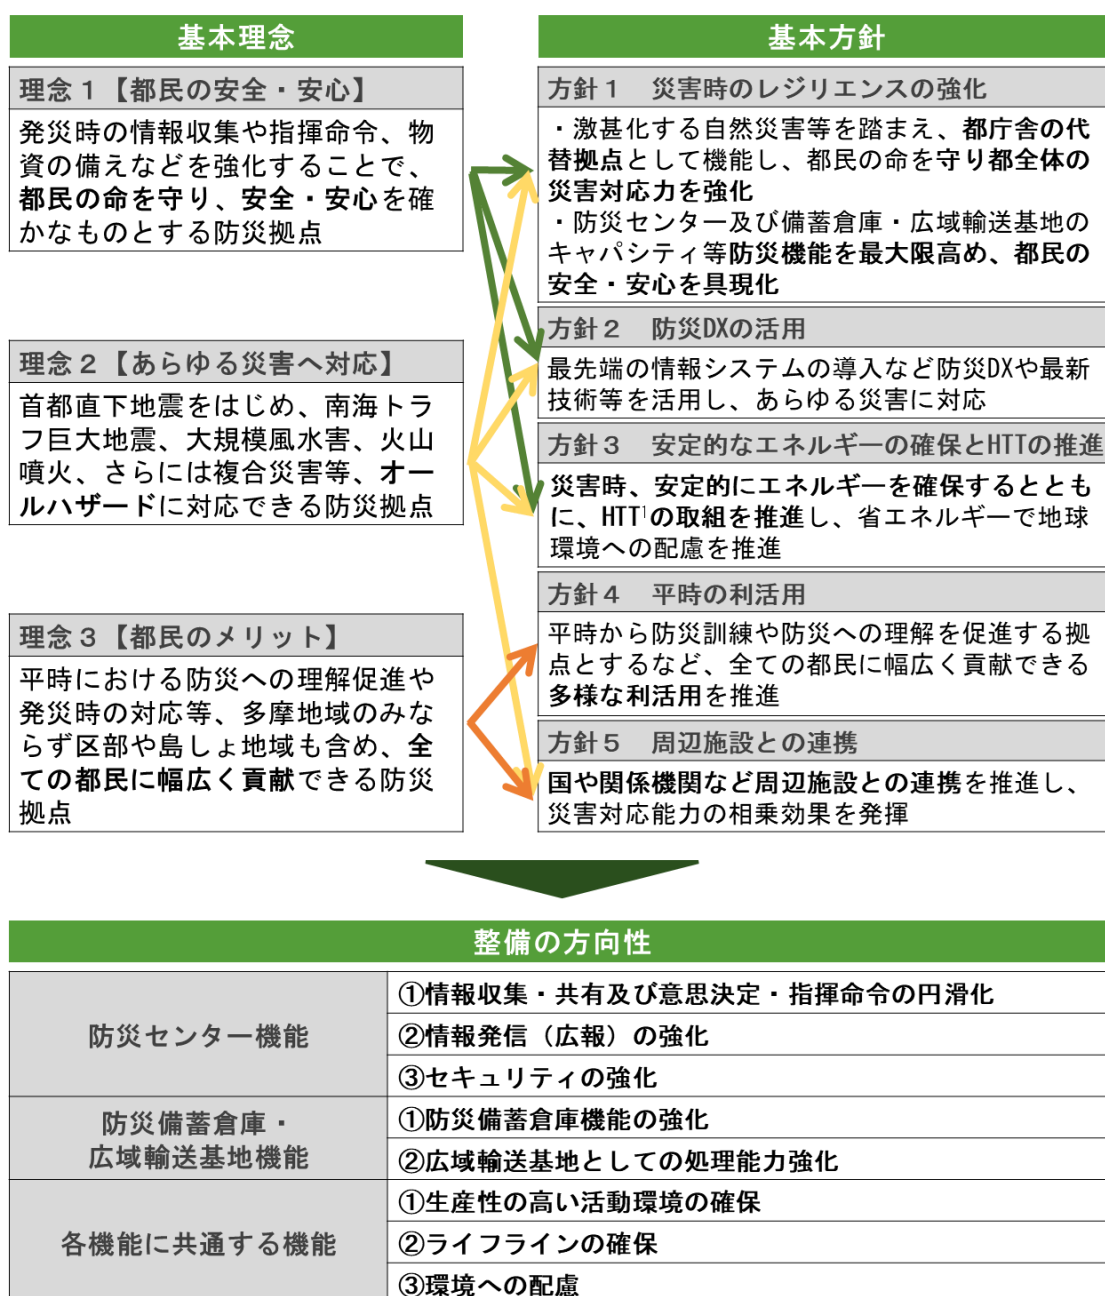 基本理念
理念１【都民の安全・安心】
発災時の情報収集や指揮命令、物
資の備えなどを強化することで、
都民の命を守り、安全・安心を確
かなものとする防災拠点
理念２【あらゆる災害へ対応】
首都直下地震をはじめ、南海トラ
フ巨大地震、大規模風水害、火山
噴火、さらには複合災害等、オー
ルハザードに対応できる防災拠点
理念３【都民のメリット】
平時における防災への理解促進や
発災時の対応等、多摩地域のみな
らず区部や島しょ地域も含め、全
ての都民に幅広く貢献できる防災
拠点
基本方針
方針１　災害時のレジリエンスの強化
・激甚化する自然災害等を踏まえ、都庁舎の代
替拠点として機能し、都民の命を守り都全体の
災害対応力を強化
・防災センター及び備蓄倉庫・広域輸送基地の
キャパシティ等防災機能を最大限高め、都民の
安全・安心を具現化
方針２　防災DXの活用
最先端の情報システムの導入など防災DXや最新
技術等を活用し、あらゆる災害に対応
方針３　安定的なエネルギーの確保とHTTの推進
災害時、安定的にエネルギーを確保するととも
に、HTT¹の取組を推進し、省エネルギーで地球
環境への配慮を推進
方針４　平時の利活用
平時から防災訓練や防災への理解を促進する拠
点とするなど、全ての都民に幅広く貢献できる
多様な利活用を推進
方針５　周辺施設との連携
国や関係機関など周辺施設との連携を推進し、
災害対応能力の相乗効果を発揮
整備の方向性
防災センター機能
①情報収集・共有及び意思決定・指揮命令の円滑化
②情報発信（広報）の強化
③セキュリティの強化
防災備蓄倉庫・
広域輸送基地機能
①防災備蓄倉庫機能の強化
②広域輸送基地としての処理能力強化
各機能に共通する機能
①生産性の高い活動環境の確保
②ライフラインの確保
③環境への配慮